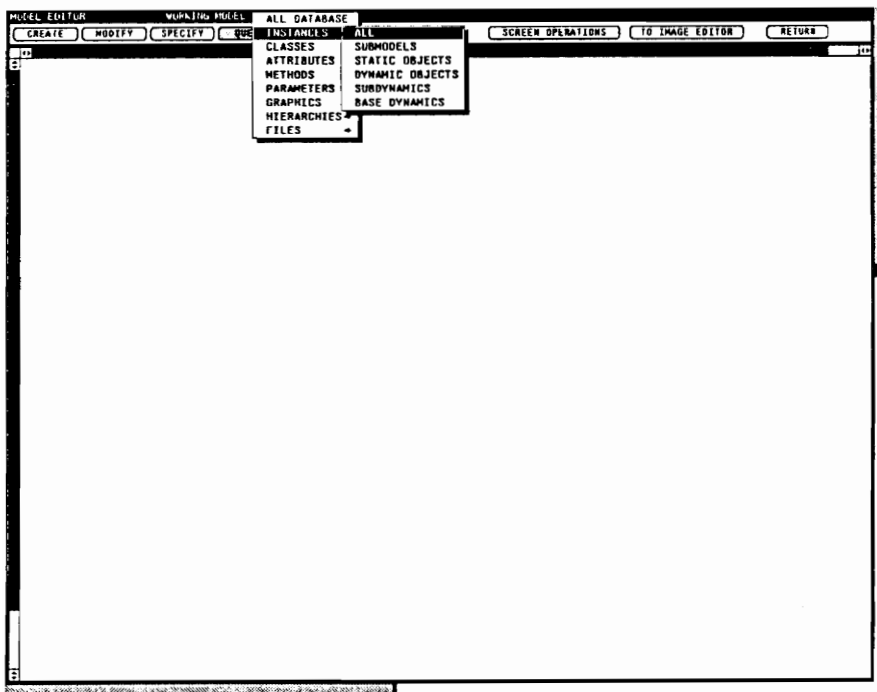 MODEL EDITOR WORKING MODEL
ALL DATABASE
CREATE MODIFY SPECIFY QUE SCREEN OPERATIONS TO IMAGE EDITOR RETURN
INSTANCES
CLASSES
ATTRIBUTES
METHODS
PARAMETERS
GRAPHICS
HIERARCHIES
FILES
ALL
SUBMODELS
STATIC OBJECTS
DYNAMIC OBJECTS
SUBDYNAMICS
BASE DYNAMICS